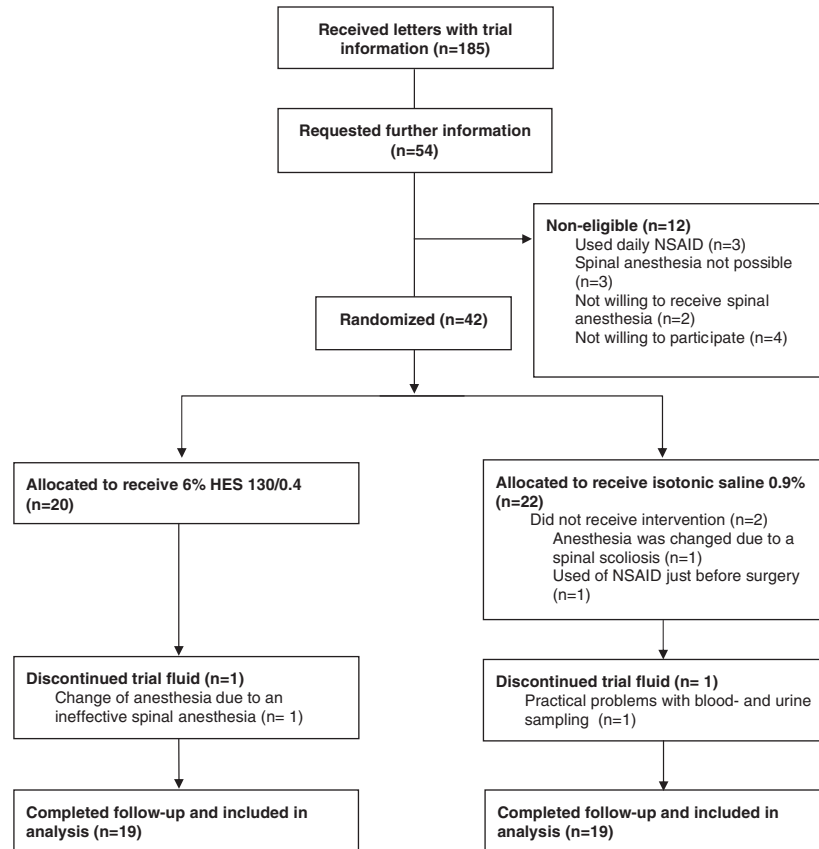 Received letters with trial
information (n=185)
Requested further information
(n=54)
Non-eligible (n=12)
Used daily NSAID (n=3)
Spinal anesthesia not possible
(n=3)
Not willing to receive spinal
anesthesia (n=2)
Not willing to participate (n=4)
Randomized (n=42)
Allocated to receive 6% HES 130/0.4
(n=20)
Allocated to receive isotonic saline 0.9%
(n=22)
Did not receive intervention (n=2)
Anesthesia was changed due to a
spinal scoliosis (n=1)
Used of NSAID just before surgery
(n=1)
Discontinued trial fluid (n=1)
Change of anesthesia due to an
ineffective spinal anesthesia (n= 1)
Discontinued trial fluid (n= 1)
Practical problems with blood- and urine
sampling (n=1)
Completed follow-up and included in
analysis (n=19)
Completed follow-up and included in
analysis (n=19)